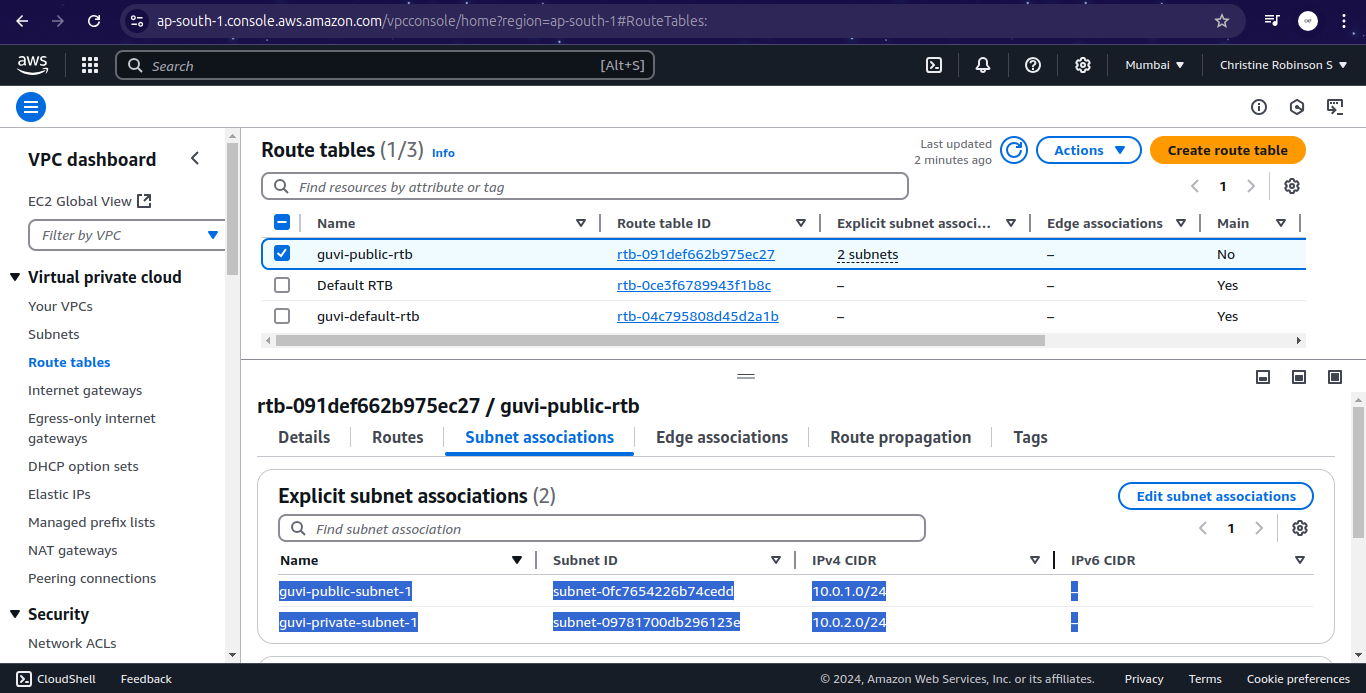 ap-south-1.console.aws.amazon.com/vpcconsole/home?region=ap-south-1#RouteTables:
aws
Search [Alt+S]
Mumbai
Christine Robinson S
VPC dashboard
EC2 Global View
Filter by VPC
Virtual private cloud
Your VPCs
Subnets
Route tables
Internet gateways
Egress-only internet
gateways
DHCP option sets
Elastic IPs
Managed prefix lists
NAT gateways
Peering connections
Security
Network ACLs
Route tables (1/3) Info
Last updated
2 minutes ago
Actions
Create route table
Find resources by attribute or tag
1
Name Route table ID Explicit subnet associ... Edge associations Main
guvi-public-rtb rtb-091def662b975ec27 2 subnets – No
Default RTB rtb-0ce3f6789943f1b8c – – Yes
guvi-default-rtb rtb-04c795808d45d2a1b – – Yes
rtb-091def662b975ec27 / guvi-public-rtb
Details Routes Subnet associations Edge associations Route propagation Tags
Explicit subnet associations (2)
Edit subnet associations
Find subnet association
1
Name Subnet ID IPv4 CIDR IPv6 CIDR
guvi-public-subnet-1 subnet-0fc7654226b74cedd 10.0.1.0/24 –
guvi-private-subnet-1 subnet-09781700db296123e 10.0.2.0/24 –
CloudShell Feedback © 2024, Amazon Web Services, Inc. or its affiliates. Privacy Terms Cookie preferences